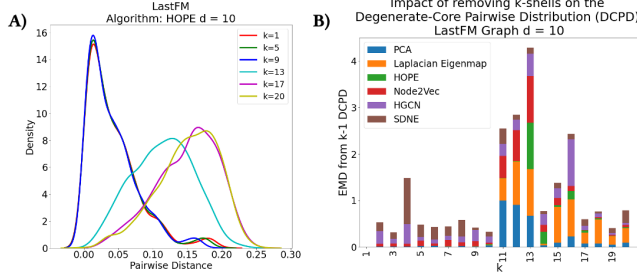 A)
LastFM
Algorithm: HOPE d = 10
Density
16
14
12
10
8
6
4
2
0
0.00
0.05
0.10
0.15
0.20
0.25
0.30
Pairwise Distance
k=1
k=5
k=9
k=13
k=17
k=20
B)
Impact of removing k-shells on the
Degenerate-Core Pairwise Distribution (DCPD)
LastFM Graph d = 10
EMD from k-1 DCPD
4
3
2
1
0
PCA
Laplacian Eigenmap
HOPE
Node2Vec
HGCN
SDNE
1
3
5
7
9
11
13
15
17
19
k